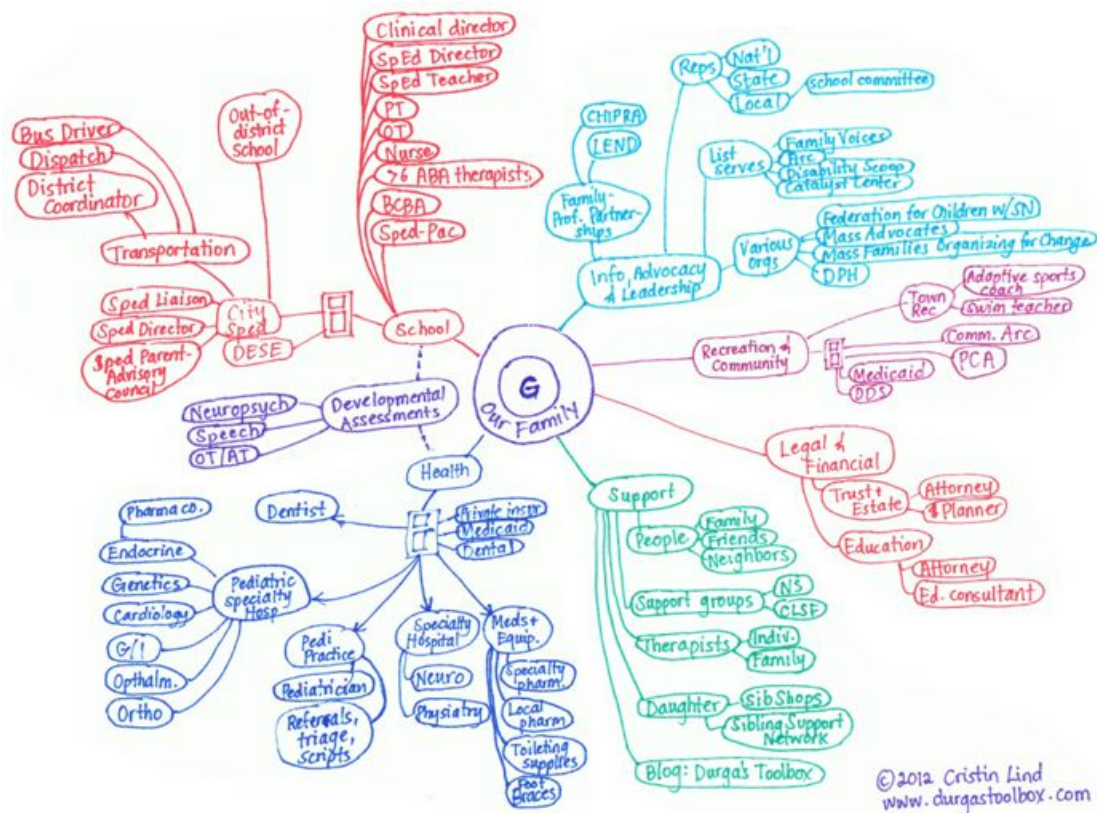 Clinical director
SpEd Director
SpEd Teacher
PT
OT
Nurse
>6 ABA therapists
BCBA
Sped-Pac
Out-of-
district
School
Bus Driver
Dispatch
District
Coordinator
Transportation
Sped Liaison
Sped Director
$ped Parent-
Advisory
Council
City
Sped
DESE
School
Reps
Nat'l
State
Local
school committee
CHIPRA
LEND
Family-
Prof. Partner-
ships
List
serves
Family Voices
Arc
Disability Scoop
Catalyst Center
Various
orgs
Federation for Children w/SN
Mass Advocates
Mass Families Organizing for Change
DPH
Info, Advocacy
& Leadership
Town
Rec
Adaptive sports
coach
Swim teacher
Recreation &
Community
Comm. Arc
PCA
Medicaid
DDS
G
Our Family
Neuropsych
Speech
OT/AT
Developmental
Assessments
Legal &
Financial
Trust +
Estate
Attorney
$ Planner
Education
Attorney
Ed. consultant
Health
Dentist
Private insur
Medicaid
Dental
Pharmaco.
Endocrine
Genetics
Cardiology
G/I
Opthalm.
Ortho
Pediatric
specialty
Hosp
Pedi
Practice
Pediatrician
Referrals,
triage,
scripts
Specialty
Hospital
Neuro
Physiatry
Meds +
Equip.
Specialty
pharm.
Local
pharm
Toileting
supplies
Foot
Braces
Support
People
Family
Friends
Neighbors
Support groups
NS
CLSF
Therapists
Indiv.
Family
Daughter
SibShops
Sibling Support
Network
Blog: Durga's Toolbox
©2012 Cristin Lind
www.durgastoolbox.com